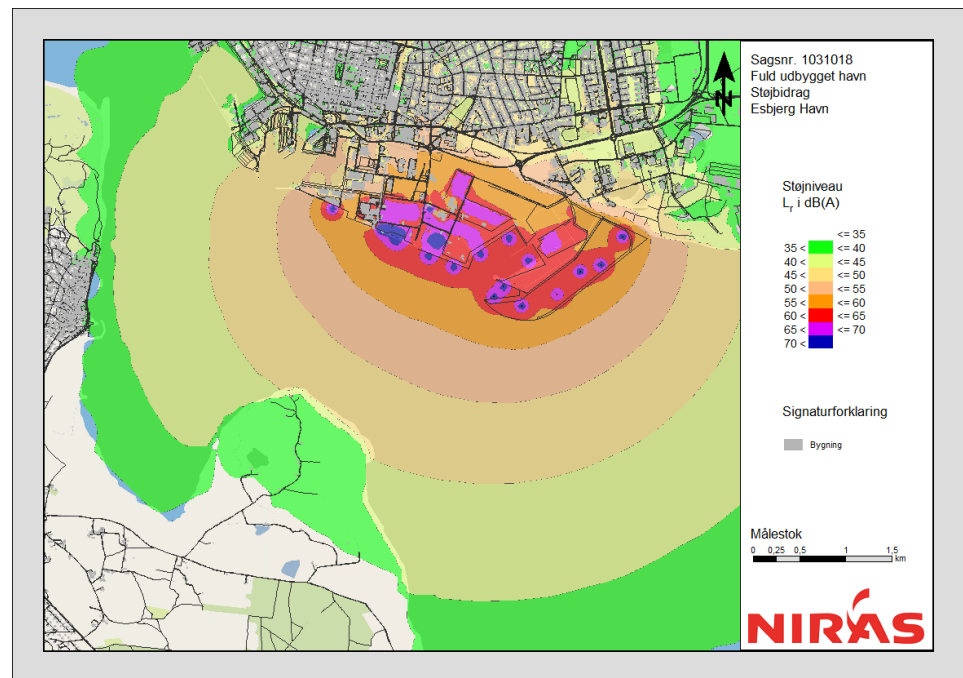 N
Sagsnr. 1031018
Fuld udbygget havn
Støjbidrag
Esbjerg Havn
Støjniveau
Lr i dB(A)
<= 35
35 < <= 40
40 < <= 45
45 < <= 50
50 < <= 55
55 < <= 60
60 < <= 65
65 < <= 70
70 <
Signaturforklaring
Bygning
Målestok
0 0,25 0,5 1 1,5
km
NIRAS